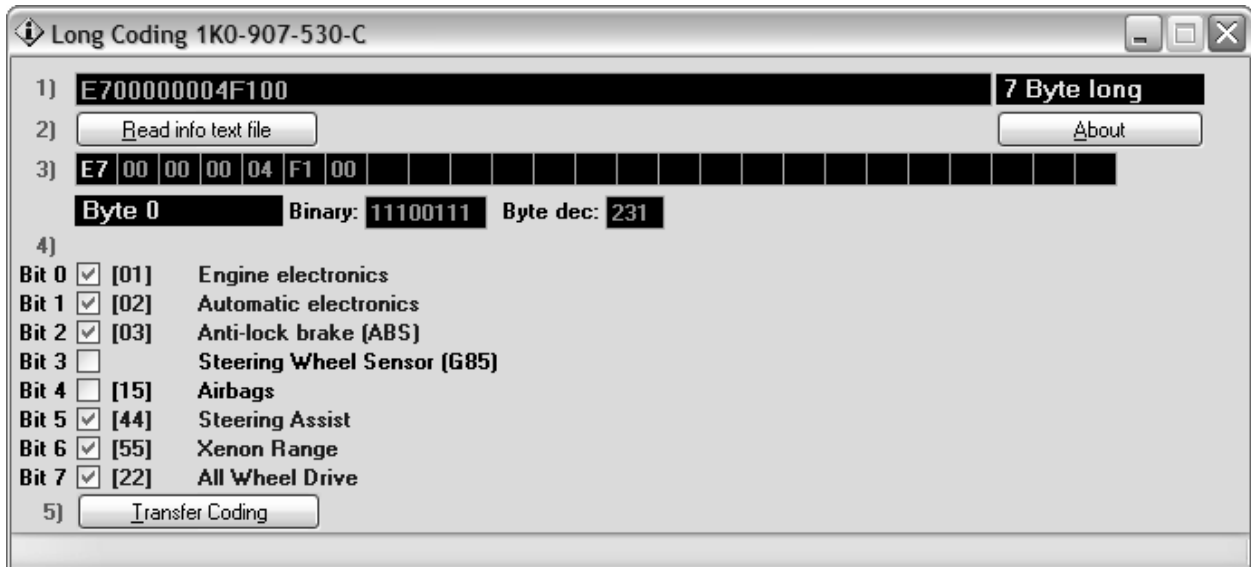 Long Coding 1K0-907-530-C
1) E700000004F100 7 Byte long
2) Read info text file About
3) E7 00 00 00 04 F1 00
Byte 0 Binary: 11100111 Byte dec: 231
4)
Bit 0 [01] Engine electronics
Bit 1 [02] Automatic electronics
Bit 2 [03] Anti-lock brake (ABS)
Bit 3 Steering Wheel Sensor (G85)
Bit 4 [15] Airbags
Bit 5 [44] Steering Assist
Bit 6 [55] Xenon Range
Bit 7 [22] All Wheel Drive
5) Transfer Coding